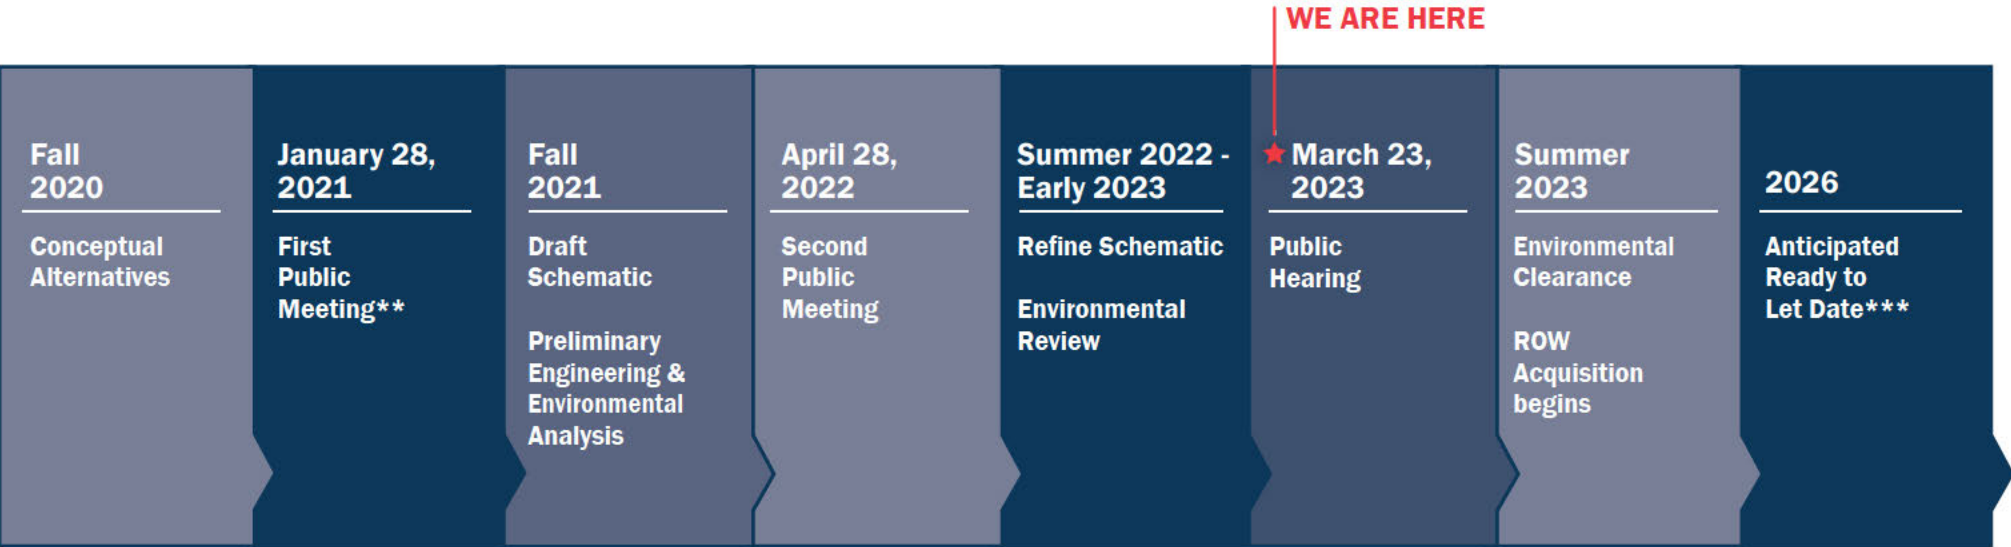 WE ARE HERE
Fall
2020
Conceptual
Alternatives
January 28,
2021
First
Public
Meeting**
Fall
2021
Draft
Schematic
Preliminary
Engineering &
Environmental
Analysis
April 28,
2022
Second
Public
Meeting
Summer 2022 -
Early 2023
Refine Schematic
Environmental
Review
March 23,
2023
Public
Hearing
Summer
2023
Environmental
Clearance
ROW
Acquisition
begins
2026
Anticipated
Ready to
Let Date***